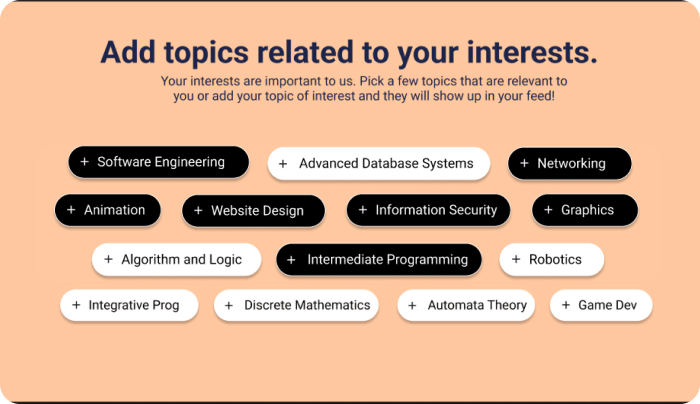 Add topics related to your interests.
Your interests are important to us. Pick a few topics that are relevant to
you or add your topic of interest and they will show up in your feed!
+ Software Engineering
+ Advanced Database Systems
+ Networking
+ Animation
+ Website Design
+ Information Security
+ Graphics
+ Algorithm and Logic
+ Intermediate Programming
+ Robotics
+ Integrative Prog
+ Discrete Mathematics
+ Automata Theory
+ Game Dev